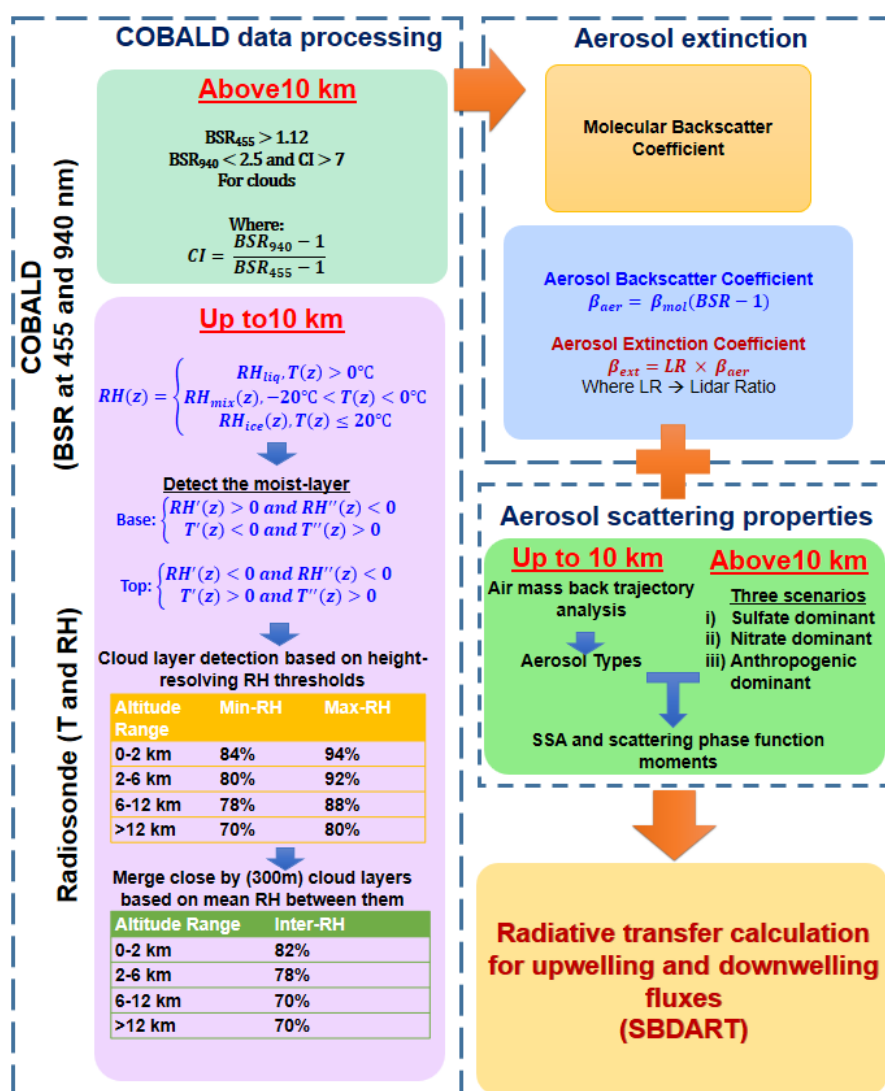 COBALD data processing
COBALD
(BSR at 455 and 940 nm)
Radiosonde (T and RH)
Above10 km
BSR₄₅₅ > 1.12
BSR₉₄₀ < 2.5 and CI > 7
For clouds
Where:
CI = (BSR₉₄₀ − 1) / (BSR₄₅₅ − 1)
Up to10 km
RH(z) = {
RH_liq, T(z) > 0°C
RH_mix(z), −20°C < T(z) < 0°C
RH_ice(z), T(z) ≤ 20°C
Detect the moist-layer
Base: {
RH'(z) > 0 and RH''(z) < 0
T'(z) < 0 and T''(z) > 0
Top: {
RH'(z) < 0 and RH''(z) < 0
T'(z) > 0 and T''(z) > 0
Cloud layer detection based on height-
resolving RH thresholds
Altitude Range Min-RH Max-RH
0-2 km 84% 94%
2-6 km 80% 92%
6-12 km 78% 88%
>12 km 70% 80%
Merge close by (300m) cloud layers
based on mean RH between them
Altitude Range Inter-RH
0-2 km 82%
2-6 km 78%
6-12 km 70%
>12 km 70%
Aerosol extinction
Molecular Backscatter
Coefficient
Aerosol Backscatter Coefficient
β_aer = β_mol(BSR − 1)
Aerosol Extinction Coefficient
β_ext = LR × β_aer
Where LR → Lidar Ratio
Aerosol scattering properties
Up to 10 km
Air mass back trajectory
analysis
Aerosol Types
Above10 km
Three scenarios
i) Sulfate dominant
ii) Nitrate dominant
iii) Anthropogenic
dominant
SSA and scattering phase function
moments
Radiative transfer calculation
for upwelling and downwelling
fluxes
(SBDART)